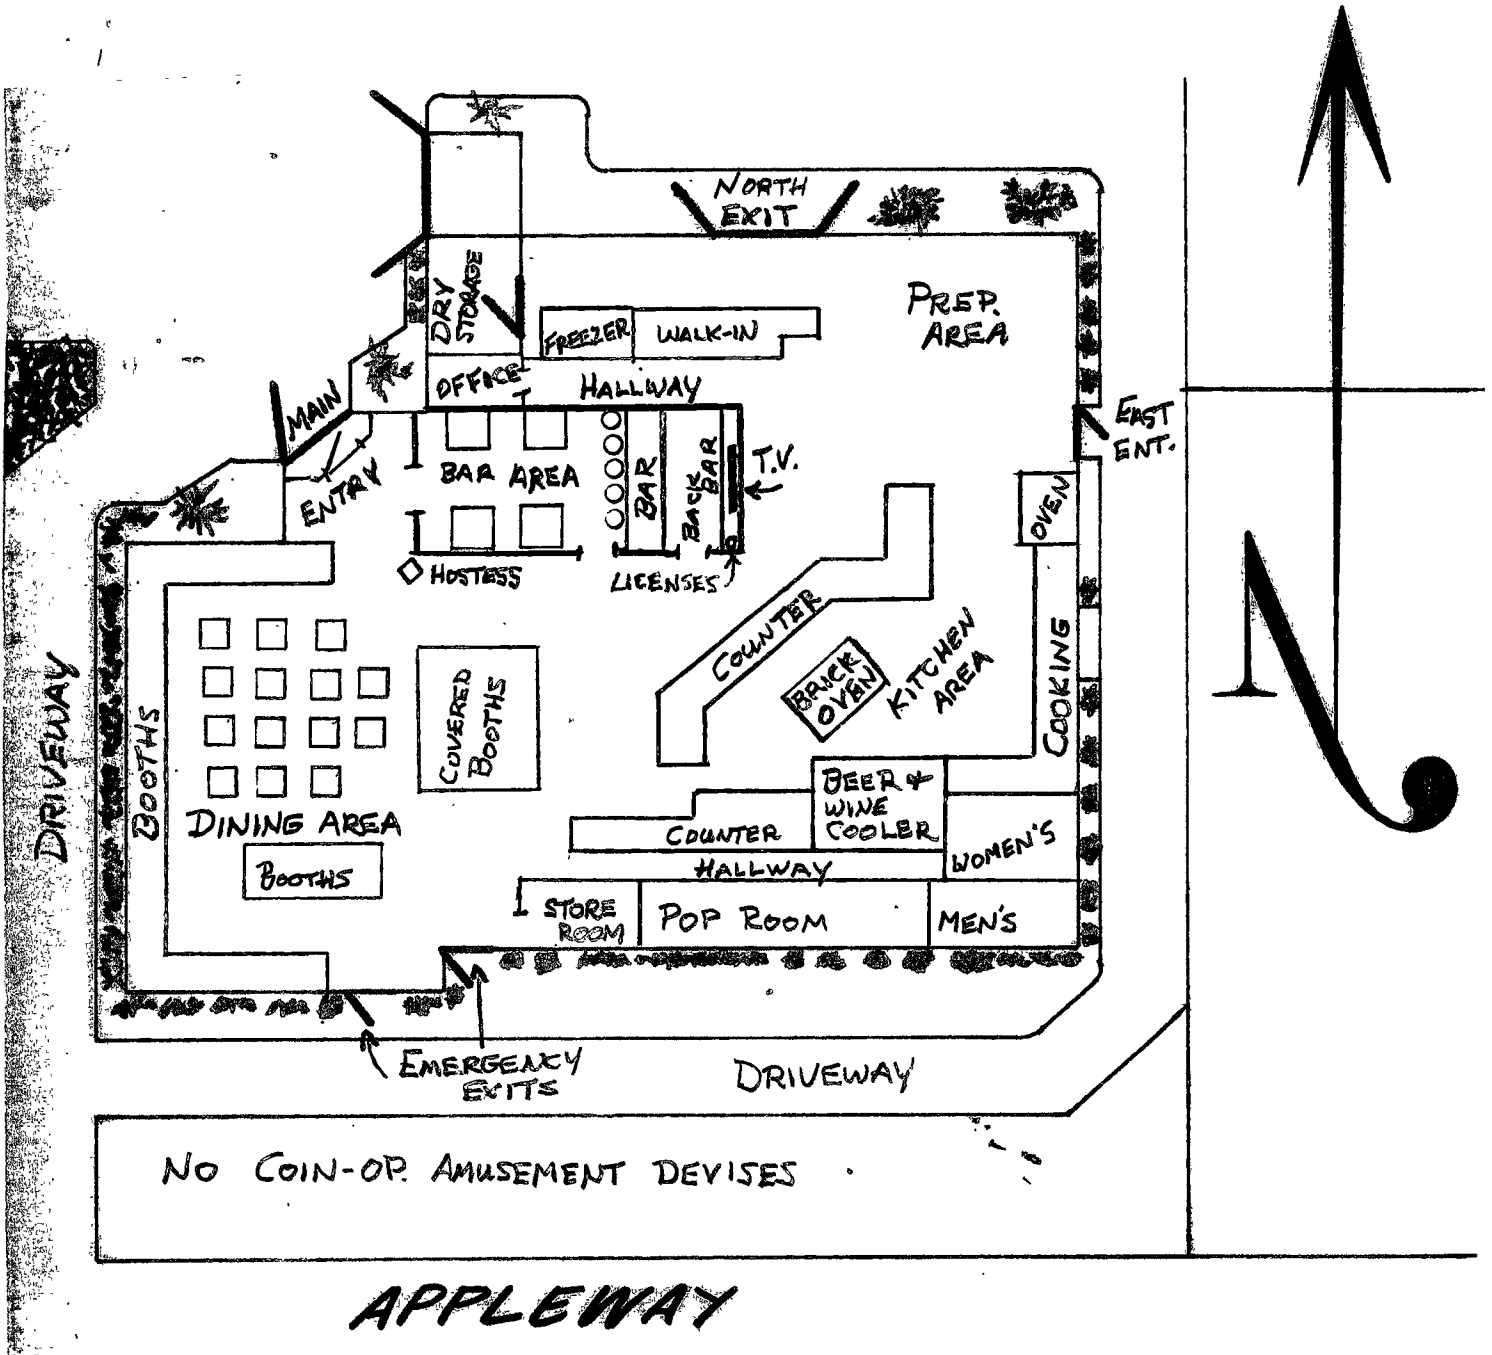 NORTH
EXIT
DRY
STORAGE
FREEZER
WALK-IN
PREP.
AREA
OFFICE
HALLWAY
MAIN
ENTRY
BAR AREA
BAR
BACK
BAR
T.V.
EAST
ENT.
OVEN
HOSTESS
LICENSES
COUNTER
BRICK
OVEN
KITCHEN
AREA
COOKING
DRIVEWAY
BOOTHS
COVERED
BOOTHS
DINING AREA
BOOTHS
BEER &
WINE
COOLER
COUNTER
HALLWAY
WOMEN'S
STORE
ROOM
POP ROOM
MEN'S
EMERGENCY
EXITS
DRIVEWAY
NO COIN-OP. AMUSEMENT DEVISES
APPLEWAY
N